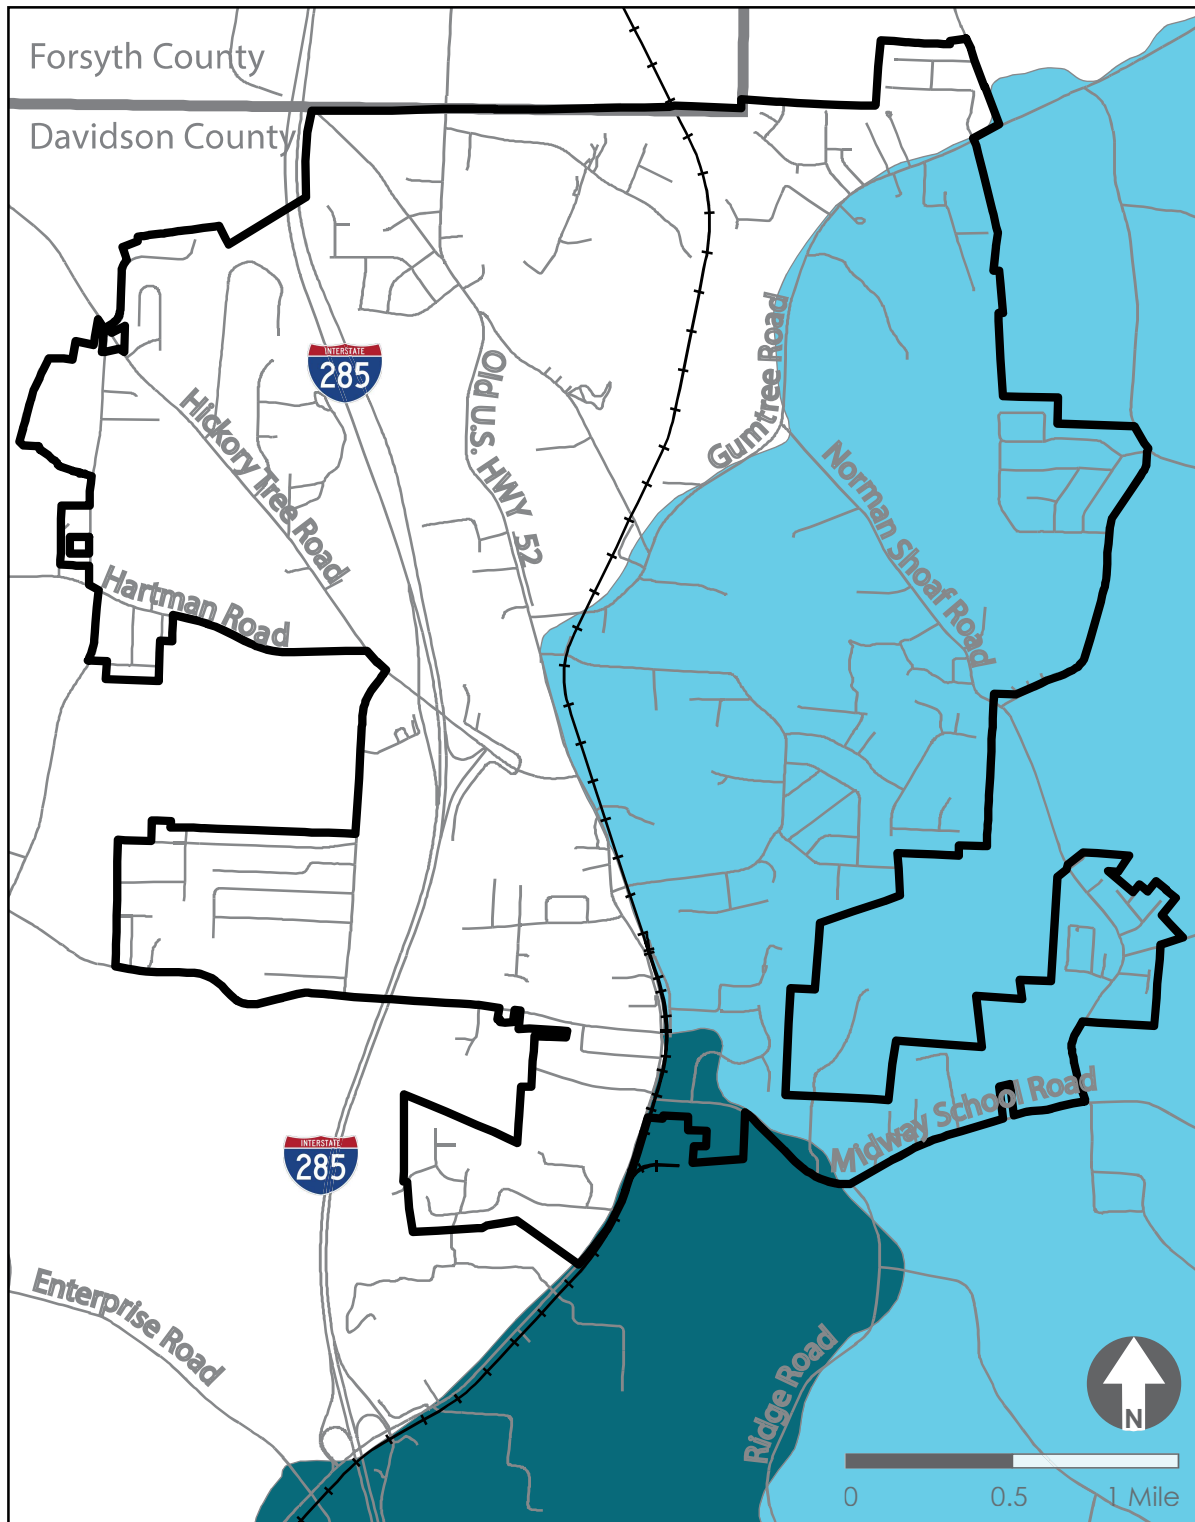 Forsyth County
Davidson County
INTERSTATE
285
Old U.S. HWY 52
Gumtree Road
Hickory Tree Road
Norman Shoaf Road
Hartman Road
Midway School Road
INTERSTATE
285
Enterprise Road
Ridge Road
N
0 0.5 1 Mile